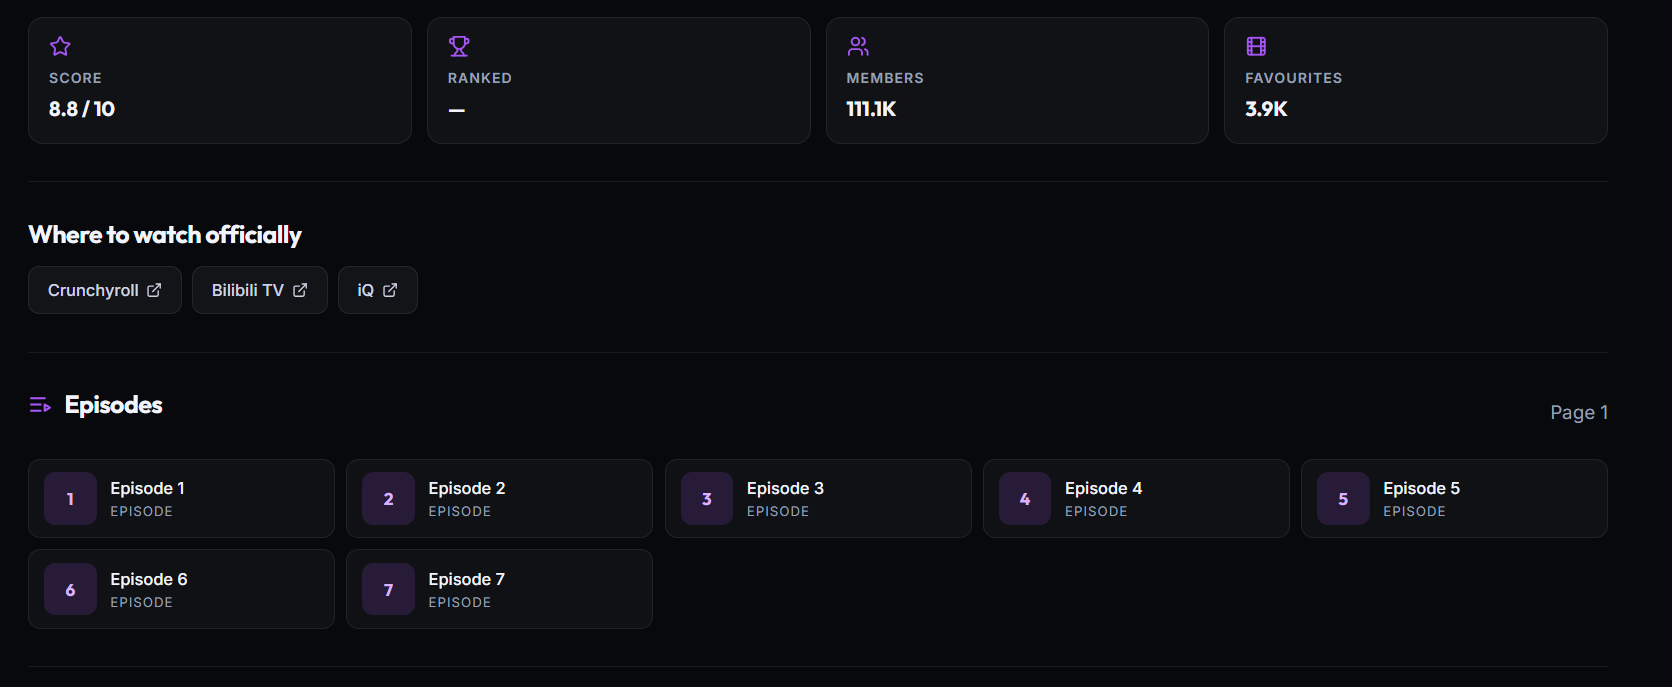 SCORE
8.8 / 10
RANKED
—
MEMBERS
111.1K
FAVOURITES
3.9K
Where to watch officially
Crunchyroll
Bilibili TV
iQ
Episodes
Page 1
1
Episode 1
EPISODE
2
Episode 2
EPISODE
3
Episode 3
EPISODE
4
Episode 4
EPISODE
5
Episode 5
EPISODE
6
Episode 6
EPISODE
7
Episode 7
EPISODE